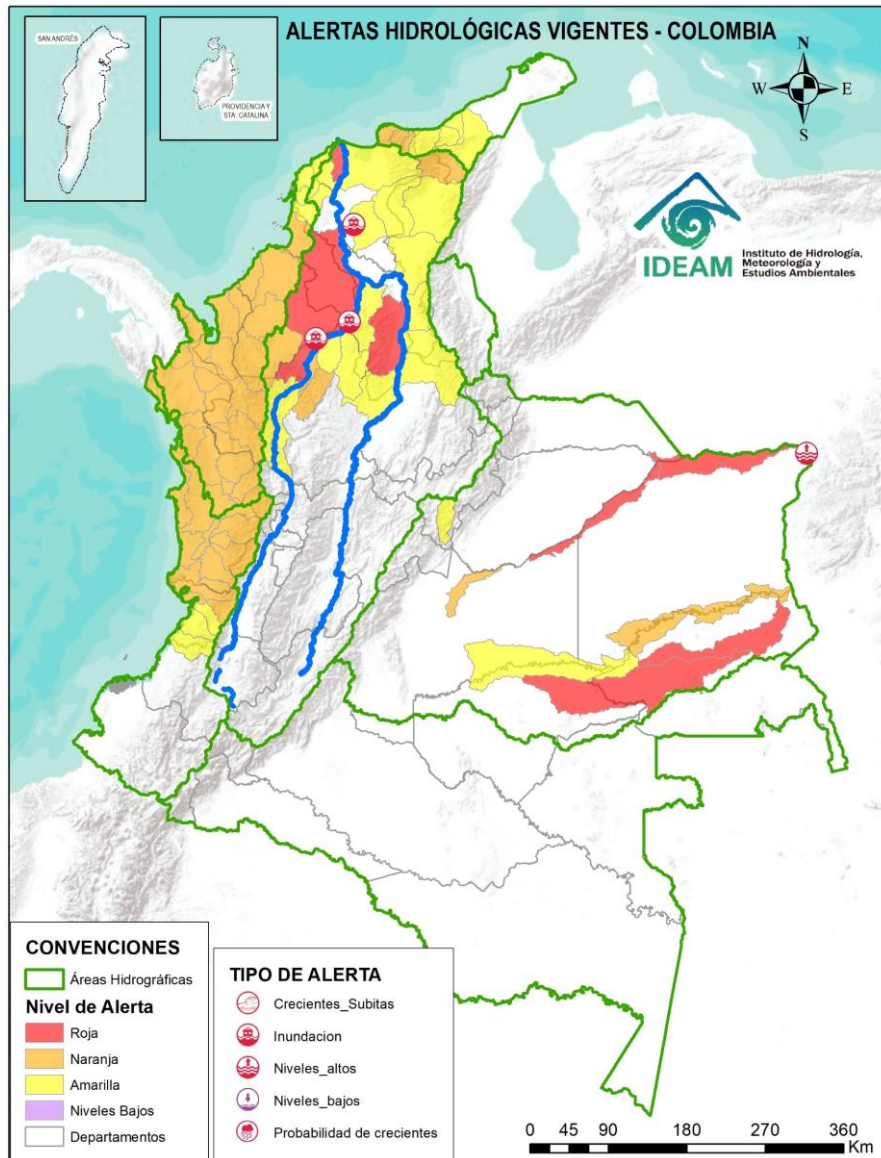 SAN ANDRÉS
PROVIDENCIA Y
STA. CATALINA
ALERTAS HIDROLÓGICAS VIGENTES - COLOMBIA
N
W
E
S
IDEAM
Instituto de Hidrología,
Meteorología y
Estudios Ambientales
CONVENCIONES
Áreas Hidrográficas
Nivel de Alerta
Roja
Naranja
Amarilla
Niveles Bajos
Departamentos
TIPO DE ALERTA
Crecientes_Subitas
Inundacion
Niveles_altos
Niveles_bajos
Probabilidad de crecientes
0 45 90 180 270 360
Km